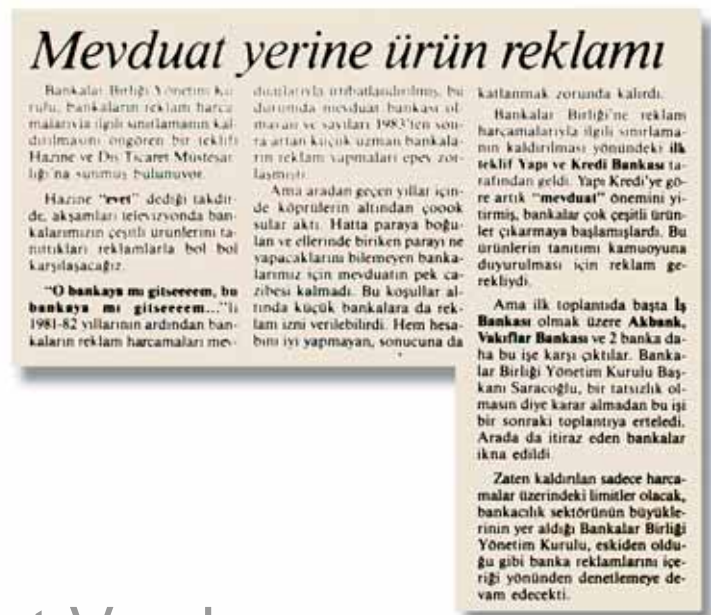 Mevduat yerine ürün reklamı
Bankalar Birliği Yönetim Ku-
rulu, bankaların reklam harca-
malarıyla ilgili sınırlamanın kal-
dırılmasını öngören bir teklifi
Hazine ve Dış Ticaret Müsteşar-
lığı'na sunmuş bulunuyor.
Hazine "evet" dediği takdir-
de, akşamları televizyonda ban-
kalarımızın çeşitli ürünlerini ta-
nıttıkları reklamlarla bol bol
karşılaşacağız.
"O bankaya mı gitseeeem, bu
bankaya mı gitseeeem..."li
1981-82 yıllarının ardından ban-
kaların reklam harcamaları mev-
duatlarıyla irtibatlandırılmış, bu
durumda mevduat bankası ol-
mayan ve sayıları 1983'ten son-
ra artan küçük uzman bankala-
rın reklam yapmaları epey zor-
laşmıştı.
Ama aradan geçen yıllar için-
de köprülerin altından çoook
sular aktı. Hatta paraya boğu-
lan ve ellerinde biriken parayı ne
yapacaklarını bilemeyen banka-
larımız için mevduatın pek ca-
zibesi kalmadı. Bu koşullar al-
tında küçük bankalara da rek-
lam izni verilebilirdi. Hem hesa-
bını iyi yapmayan, sonucuna da
katlanmak zorunda kalırdı.
Bankalar Birliği'ne reklam
harcamalarıyla ilgili sınırlama-
nın kaldırılması yönündeki ilk
teklif Yapı ve Kredi Bankası ta-
rafından geldi. Yapı Kredi'ye gö-
re artık "mevduat" önemini yi-
tirmiş, bankalar çok çeşitli ürün-
ler çıkarmaya başlamışlardı. Bu
ürünlerin tanıtımı kamuoyuna
duyurulması için reklam ge-
rekliydi.
Ama ilk toplantıda başta İş
Bankası olmak üzere Akbank,
Vakıflar Bankası ve 2 banka da-
ha bu işe karşı çıktılar. Banka-
lar Birliği Yönetim Kurulu Baş-
kanı Saracoğlu, bir tatsızlık ol-
masın diye karar almadan bu işi
bir sonraki toplantıya erteledi.
Arada da itiraz eden bankalar
ikna edildi.
Zaten kaldırılan sadece harca-
malar üzerindeki limitler olacak,
bankacılık sektörünün büyükle-
rinin yer aldığı Bankalar Birliği
Yönetim Kurulu, eskiden oldu-
ğu gibi banka reklamlarını içe-
riği yönünden denetlemeye de-
vam edecekti.